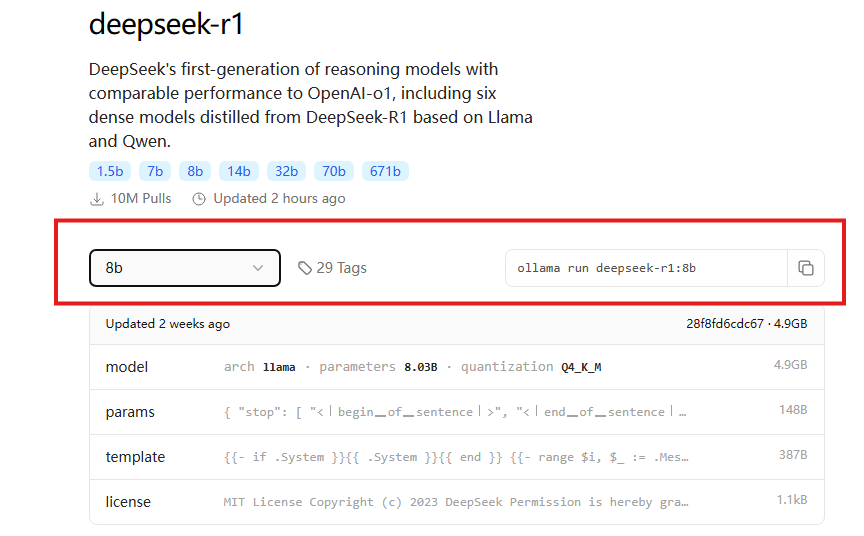 deepseek-r1
DeepSeek's first-generation of reasoning models with
comparable performance to OpenAI-o1, including six
dense models distilled from DeepSeek-R1 based on Llama
and Qwen.
1.5b 7b 8b 14b 32b 70b 671b
10M Pulls Updated 2 hours ago
8b 29 Tags ollama run deepseek-r1:8b
Updated 2 weeks ago 28f8fd6cdc67 · 4.9GB
model arch llama · parameters 8.03B · quantization Q4_K_M 4.9GB
params { "stop": [ "<｜begin▁of▁sentence｜>", "<｜end▁of▁sentence｜… 148B
template {{- if .System }}{{ .System }}{{ end }} {{- range $i, $_ := .Mes… 387B
license MIT License Copyright (c) 2023 DeepSeek Permission is hereby gra… 1.1kB